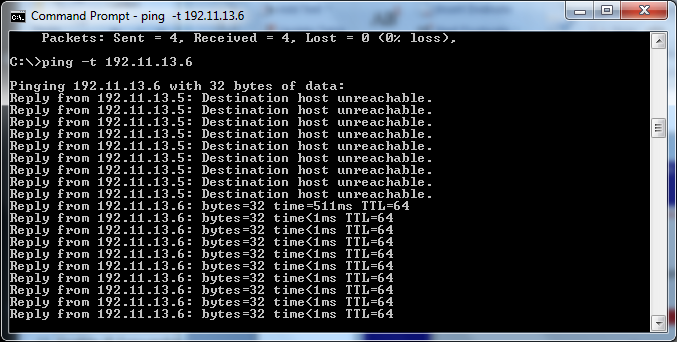 Command Prompt - ping -t 192.11.13.6
Packets: Sent = 4, Received = 4, Lost = 0 (0% loss),
C:\>ping -t 192.11.13.6
Pinging 192.11.13.6 with 32 bytes of data:
Reply from 192.11.13.5: Destination host unreachable.
Reply from 192.11.13.5: Destination host unreachable.
Reply from 192.11.13.5: Destination host unreachable.
Reply from 192.11.13.5: Destination host unreachable.
Reply from 192.11.13.5: Destination host unreachable.
Reply from 192.11.13.5: Destination host unreachable.
Reply from 192.11.13.5: Destination host unreachable.
Reply from 192.11.13.5: Destination host unreachable.
Reply from 192.11.13.5: Destination host unreachable.
Reply from 192.11.13.6: bytes=32 time=511ms TTL=64
Reply from 192.11.13.6: bytes=32 time<1ms TTL=64
Reply from 192.11.13.6: bytes=32 time<1ms TTL=64
Reply from 192.11.13.6: bytes=32 time<1ms TTL=64
Reply from 192.11.13.6: bytes=32 time<1ms TTL=64
Reply from 192.11.13.6: bytes=32 time<1ms TTL=64
Reply from 192.11.13.6: bytes=32 time<1ms TTL=64
Reply from 192.11.13.6: bytes=32 time<1ms TTL=64
Reply from 192.11.13.6: bytes=32 time<1ms TTL=64
Reply from 192.11.13.6: bytes=32 time<1ms TTL=64